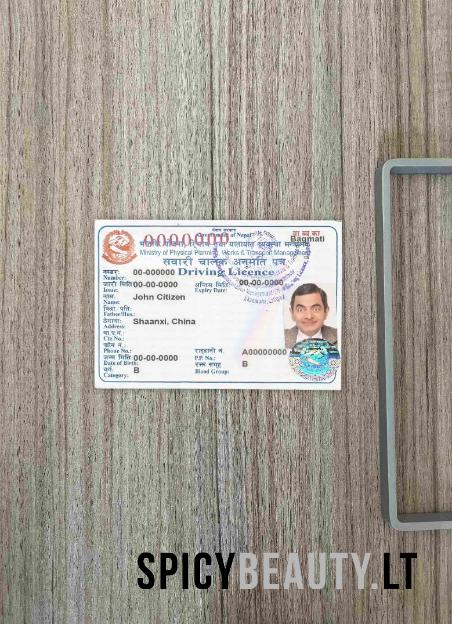 नेपाल सरकार
Government of Nepal
0000000
वा ब्य का
Bagmati
Ministry of Physical Planning, Works & Transport Management
सवारी चालक अनुमति पत्र
Driving Licence
नम्बर:
Number: 00-000000
जारी मिति: 00-00-0000
Issue:
अन्तिम मिति: 00-00-0000
Expiry Date:
नाम:
Name: John Citizen
Father/Hus.
ठेगाना:
Address: Shaanxi, China
Ctz No.:
फोन नं.:
Phone No.:
जन्म मिति: 00-00-0000
Date of Birth:
राहदानी नं. A00000000
P.P. No.:
वर्ग: B
Category:
रक्त समूह B
Blood Group:
SPICYBEAUTY.LT